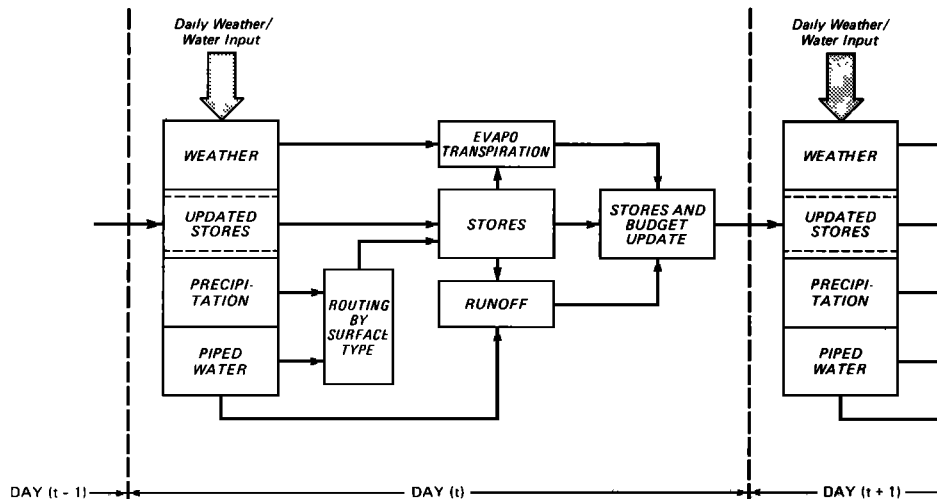 Daily Weather/
Water Input
WEATHER
UPDATED
STORES
PRECIPI-
TATION
PIPED
WATER
ROUTING
BY
SURFACE
TYPE
EVAPO
TRANSPIRATION
STORES
RUNOFF
STORES AND
BUDGET
UPDATE
Daily Weather/
Water Input
WEATHER
UPDATED
STORES
PRECIPI-
TATION
PIPED
WATER
DAY (t - 1)
DAY (t)
DAY (t + 1)